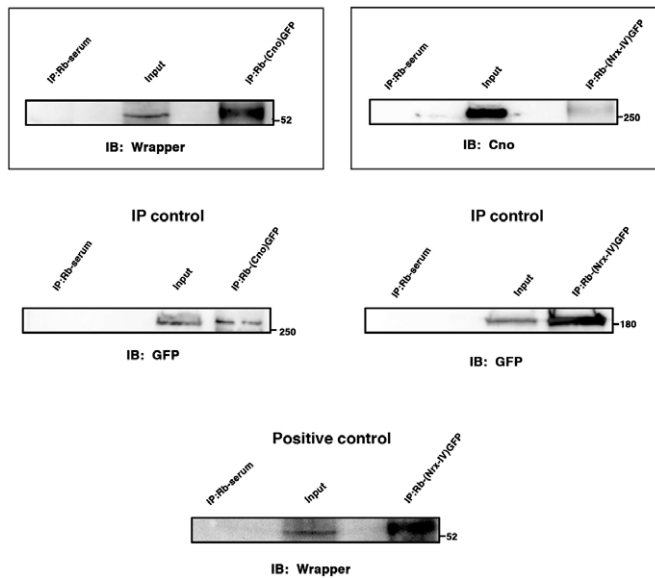 IP:Rb-serum
Input
IP:Rb-(Cno)GFP
52
IB: Wrapper
IP:Rb-serum
Input
IP:Rb-(Nrx-IV)GFP
250
IB: Cno
IP control
IP:Rb-serum
Input
IP:Rb-(Cno)GFP
250
IB: GFP
IP control
IP:Rb-serum
Input
IP:Rb-(Nrx-IV)GFP
180
IB: GFP
Positive control
IP:Rb-serum
Input
IP:Rb-(Nrx-IV)GFP
52
IB: Wrapper